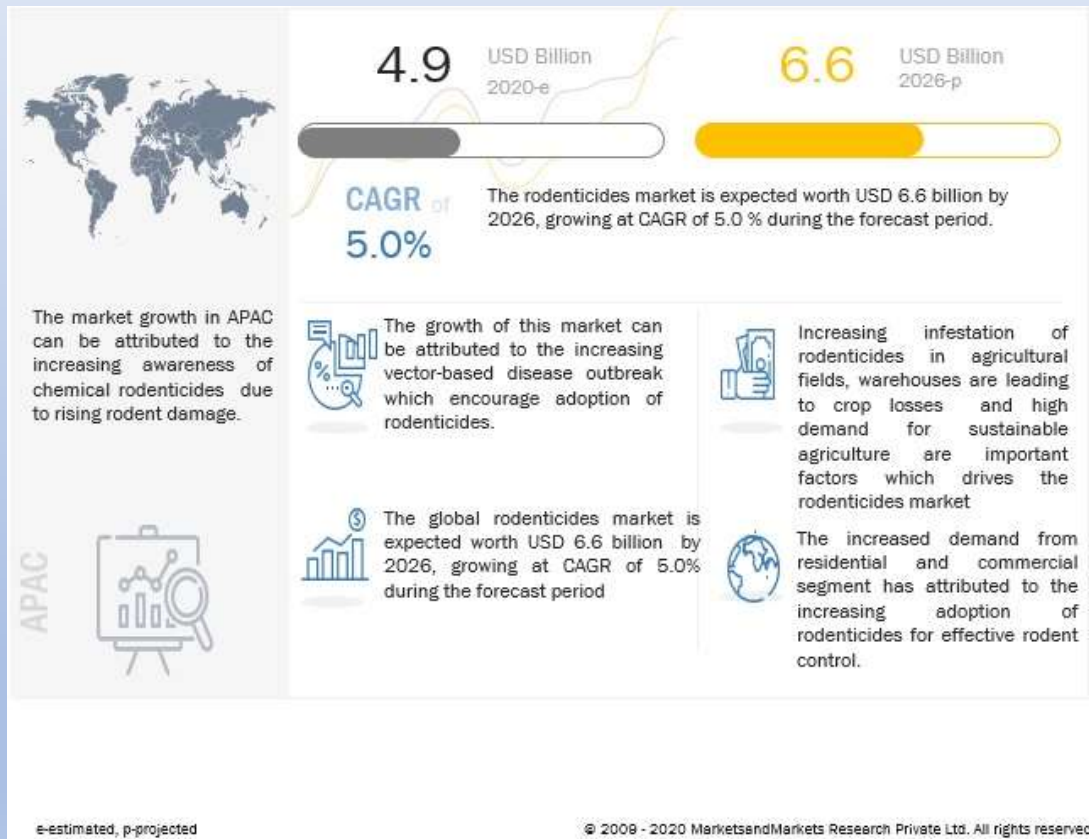 4.9
USD Billion
2020-e
6.6
USD Billion
2026-p
CAGR of
5.0%
The rodenticides market is expected worth USD 6.6 billion by
2026, growing at CAGR of 5.0 % during the forecast period.
The market growth in APAC
can be attributed to the
increasing awareness of
chemical rodenticides due
to rising rodent damage.
APAC
%
The growth of this market can
be attributed to the increasing
vector-based disease outbreak
which encourage adoption of
rodenticides.
Increasing infestation of
rodenticides in agricultural
fields, warehouses are leading
to crop losses and high
demand for sustainable
agriculture are important
factors which drives the
rodenticides market
$
The global rodenticides market is
expected worth USD 6.6 billion by
2026, growing at CAGR of 5.0%
during the forecast period
The increased demand from
residential and commercial
segment has attributed to the
increasing adoption of
rodenticides for effective rodent
control.
e-estimated, p-projected
© 2009 - 2020 MarketsandMarkets Research Private Ltd. All rights reserved